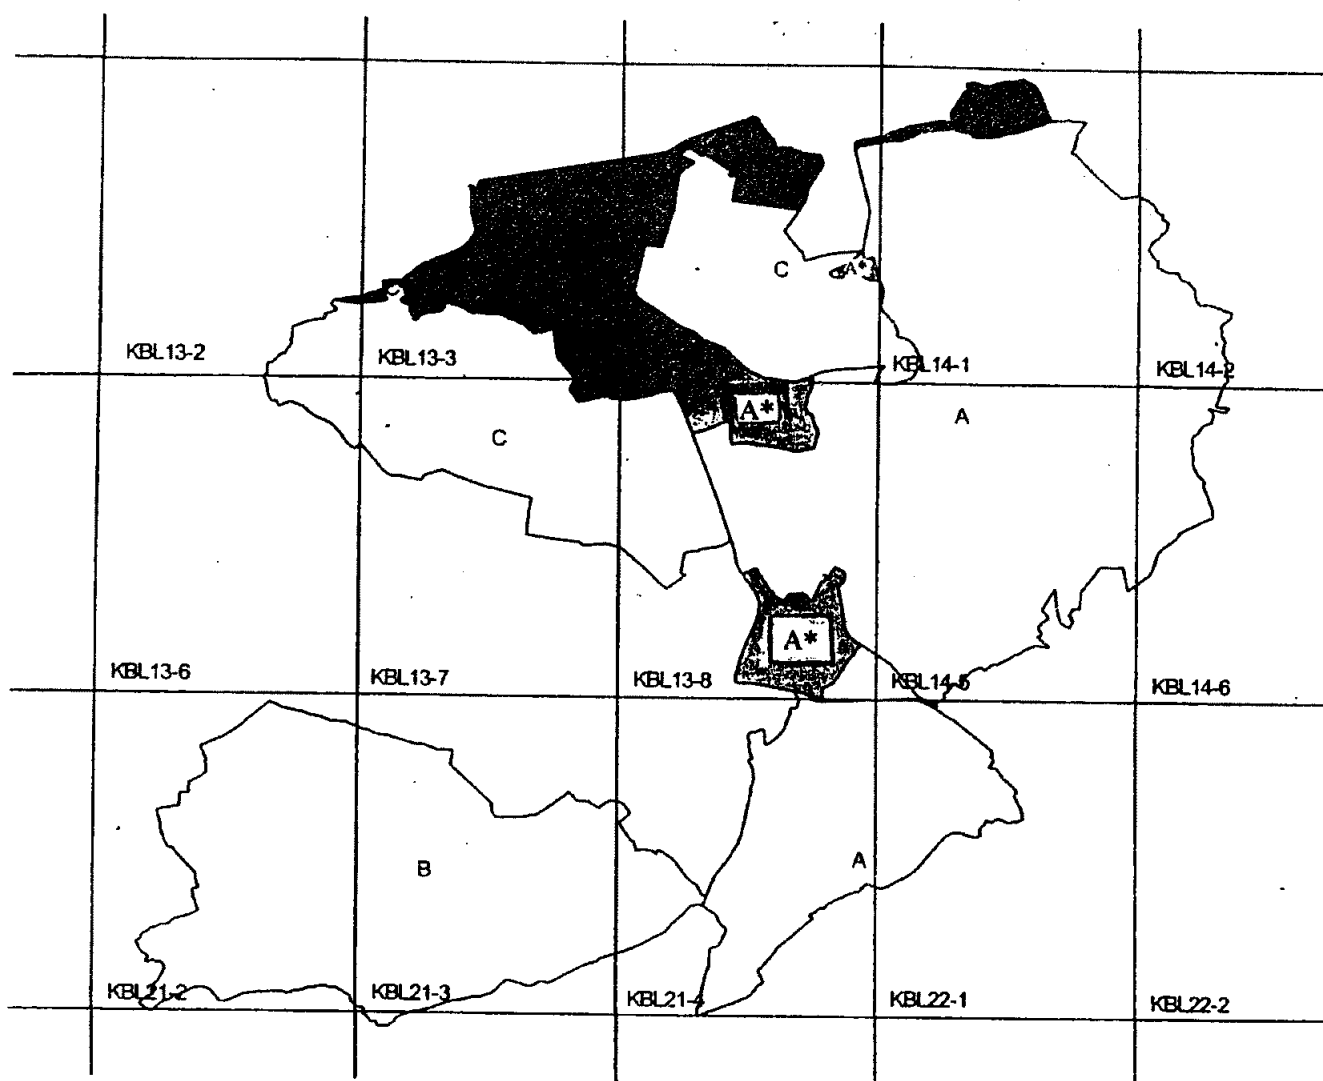 C
A*
C
KBL13-2
KBL13-3
KBL14-1
KBL14-2
A*
A
C
A*
KBL13-6
KBL13-7
KBL13-8
KBL14-5
KBL14-6
B
A
KBL21-2
KBL21-3
KBL21-4
KBL22-1
KBL22-2